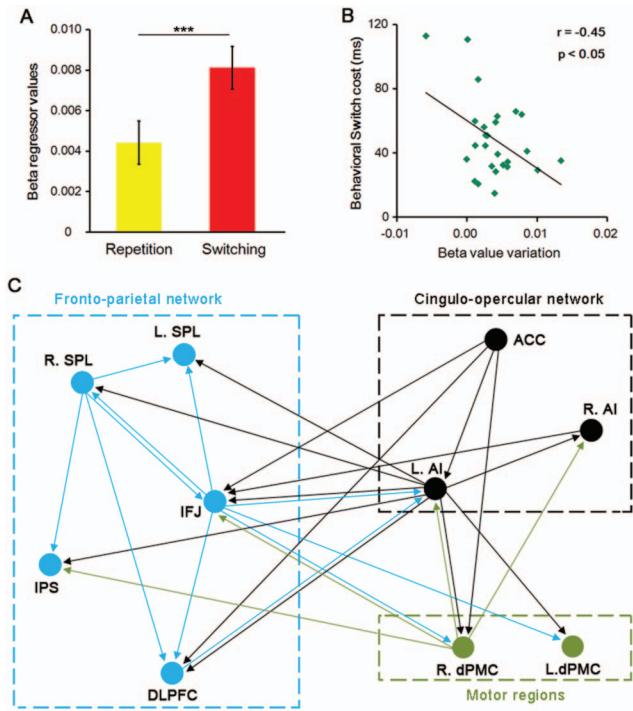 A
***
0.010
0.008
0.006
0.004
0.002
0
Beta regressor values
Repetition
Switching
B
r = -0.45
p < 0.05
120
80
40
0
Behavioral Switch cost (ms)
-0.01
0.00
0.01
0.02
Beta value variation
C
Fronto-parietal network
Cingulo-opercular network
L. SPL
ACC
R. SPL
R. AI
L. AI
IFJ
IPS
R. dPMC
L.dPMC
DLPFC
Motor regions